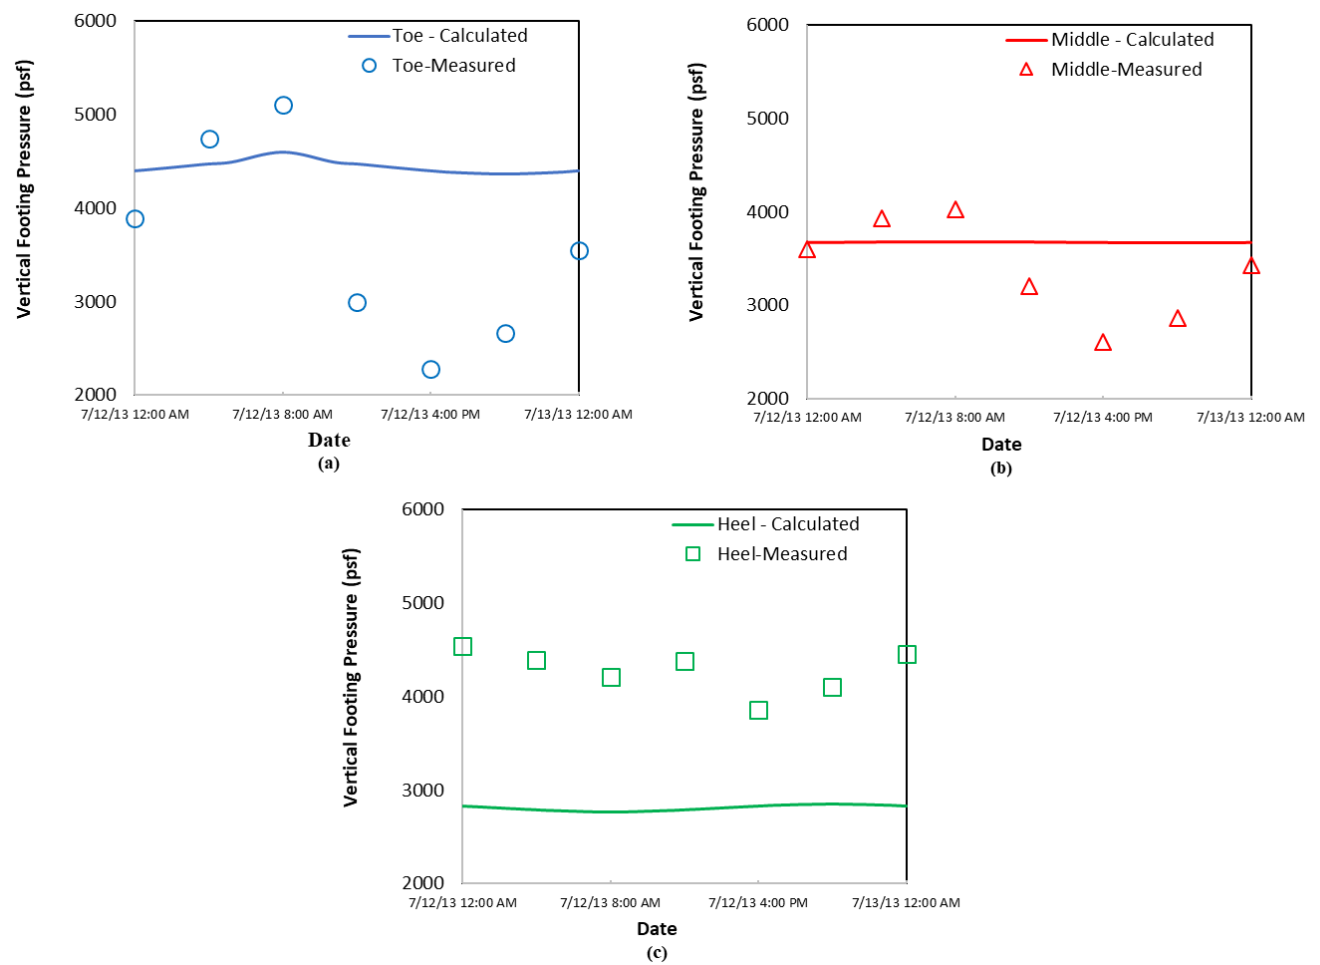 6000
5000
4000
3000
2000
Vertical Footing Pressure (psf)
Toe - Calculated
Toe-Measured
7/12/13 12:00 AM 7/12/13 8:00 AM 7/12/13 4:00 PM 7/13/13 12:00 AM
Date
(a)
6000
5000
4000
3000
2000
Vertical Footing Pressure (psf)
Middle - Calculated
Middle-Measured
7/12/13 12:00 AM 7/12/13 8:00 AM 7/12/13 4:00 PM 7/13/13 12:00 AM
Date
(b)
6000
5000
4000
3000
2000
Vertical Footing Pressure (psf)
Heel - Calculated
Heel-Measured
7/12/13 12:00 AM 7/12/13 8:00 AM 7/12/13 4:00 PM 7/13/13 12:00 AM
Date
(c)